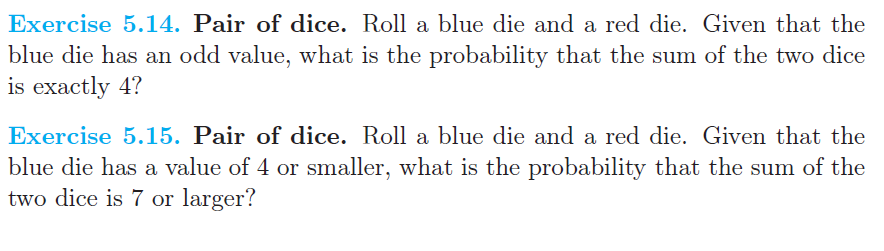 Exercise 5.14. Pair of dice. Roll a blue die and a red die. Given that the
blue die has an odd value, what is the probability that the sum of the two dice
is exactly 4?
Exercise 5.15. Pair of dice. Roll a blue die and a red die. Given that the
blue die has a value of 4 or smaller, what is the probability that the sum of the
two dice is 7 or larger?